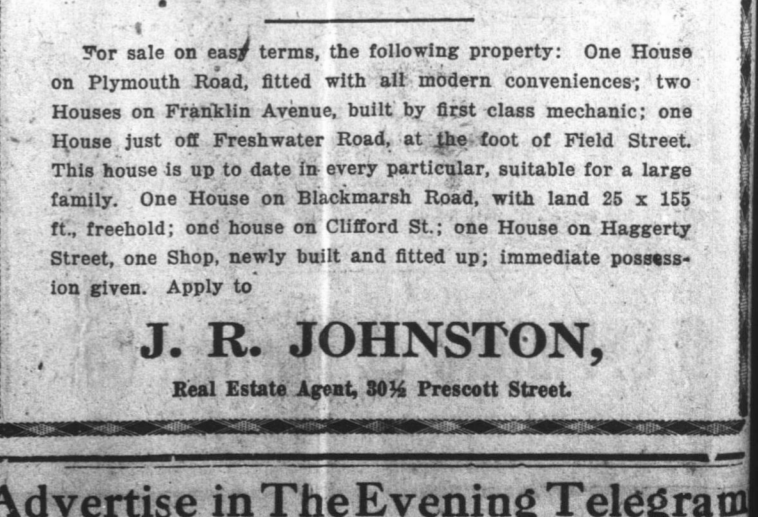 For sale on easy terms, the following property: One House
on Plymouth Road, fitted with all modern conveniences; two
Houses on Franklin Avenue, built by first class mechanic; one
House just off Freshwater Road, at the foot of Field Street.
This house is up to date in every particular, suitable for a large
family. One House on Blackmarsh Road, with land 25 x 155
ft., freehold; one house on Clifford St.; one House on Haggerty
Street, one Shop, newly built and fitted up; immediate possess-
ion given. Apply to
J. R. JOHNSTON,
Real Estate Agent, 30½ Prescott Street.
Advertise in The Evening Telegram